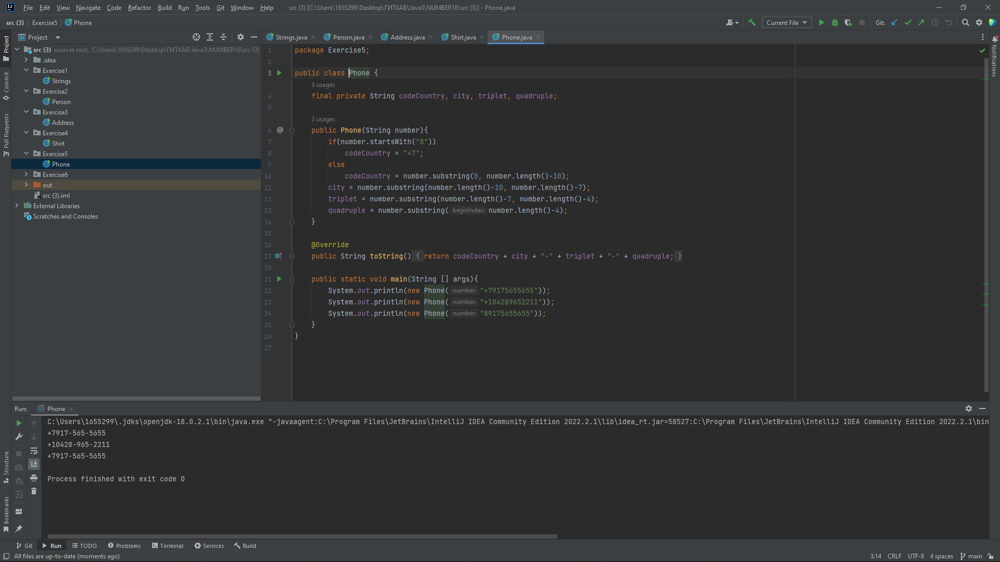 File Edit View Navigate Code Refactor Build Run Tools Git Window Help src (3) [C:\Users\1655299\Desktop\ГИТХАБ\Java3\NUMBER16\src (3)] - Phone.java
src (3) Exercise5 Phone Current File Git:
Project Strings.java Person.java Address.java Shirt.java Phone.java
src (3) sources root, C:\Users\1655299\Desktop\ГИТХАБ\Java3\NUMBER16\src (3)
.idea
Exercise1
Strings
Exercise2
Person
Exercise3
Address
Exercise4
Shirt
Exercise5
Phone
Exercise6
out
src (3).iml
External Libraries
Scratches and Consoles
Project
Commit
Pull Requests
Structure
Bookmarks
Notifications
1 package Exercise5;
2
3 public class Phone {
3 usages
4 final private String codeCountry, city, triplet, quadruple;
5
3 usages
6 @ public Phone(String number){
7 if(number.startsWith("8"))
8 codeCountry = "+7";
9 else
10 codeCountry = number.substring(0, number.length()-10);
11 city = number.substring(number.length()-10, number.length()-7);
12 triplet = number.substring(number.length()-7, number.length()-4);
13 quadruple = number.substring( beginIndex: number.length()-4);
14 }
15
16 @Override
17 public String toString() { return codeCountry + city + "-" + triplet + "-" + quadruple; }
20
21 public static void main(String [] args){
22 System.out.println(new Phone( number: "+79175655655"));
23 System.out.println(new Phone( number: "+104289652211"));
24 System.out.println(new Phone( number: "89175655655"));
25 }
26 }
27
Run: Phone
C:\Users\1655299\.jdks\openjdk-18.0.2.1\bin\java.exe "-javaagent:C:\Program Files\JetBrains\IntelliJ IDEA Community Edition 2022.2.1\lib\idea_rt.jar=58527:C:\Program Files\JetBrains\IntelliJ IDEA Community Edition 2022.2.1\bin
+7917-565-5655
+10428-965-2211
+7917-565-5655
Process finished with exit code 0
Git Run TODO Problems Terminal Services Build
All files are up-to-date (moments ago) 3:14 CRLF UTF-8 4 spaces main